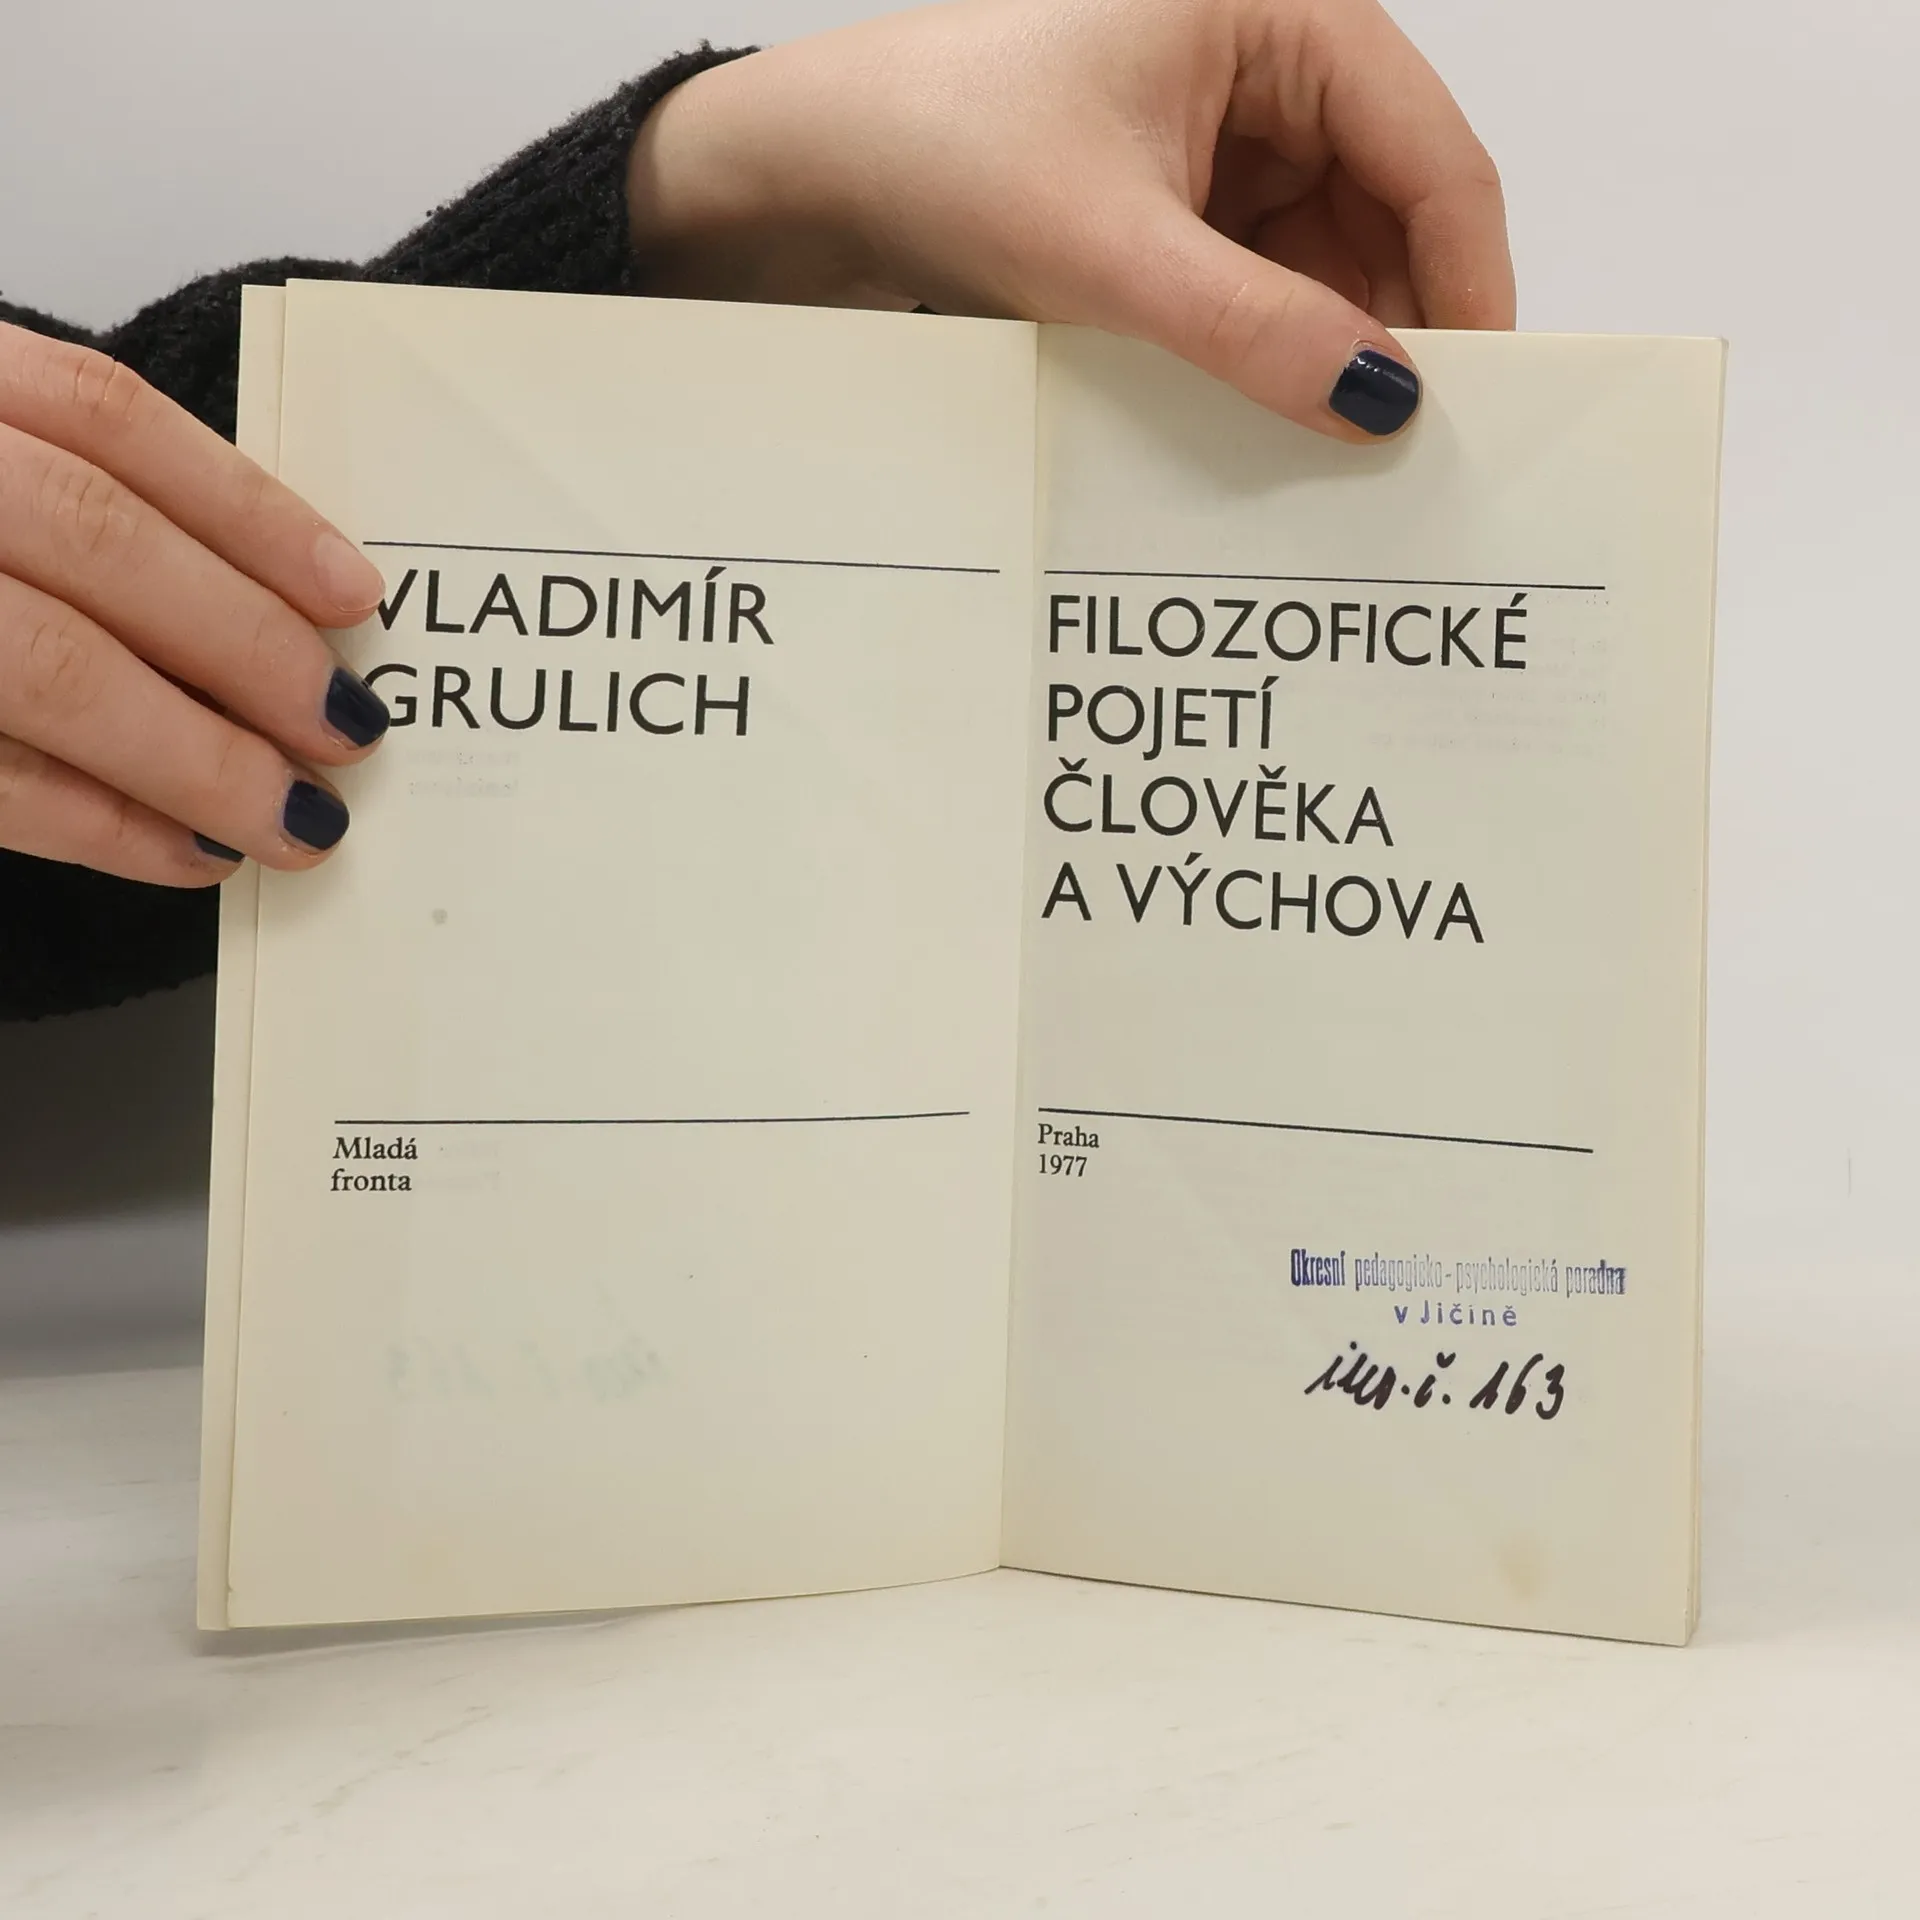 VLADIMÍR
GRULICH
Mladá
fronta
FILOZOFICKÉ
POJETÍ
ČLOVĚKA
A VÝCHOVA
Praha
1977
Okresní pedagogicko-psychologická poradna
v Jičíně
inv. č. 163